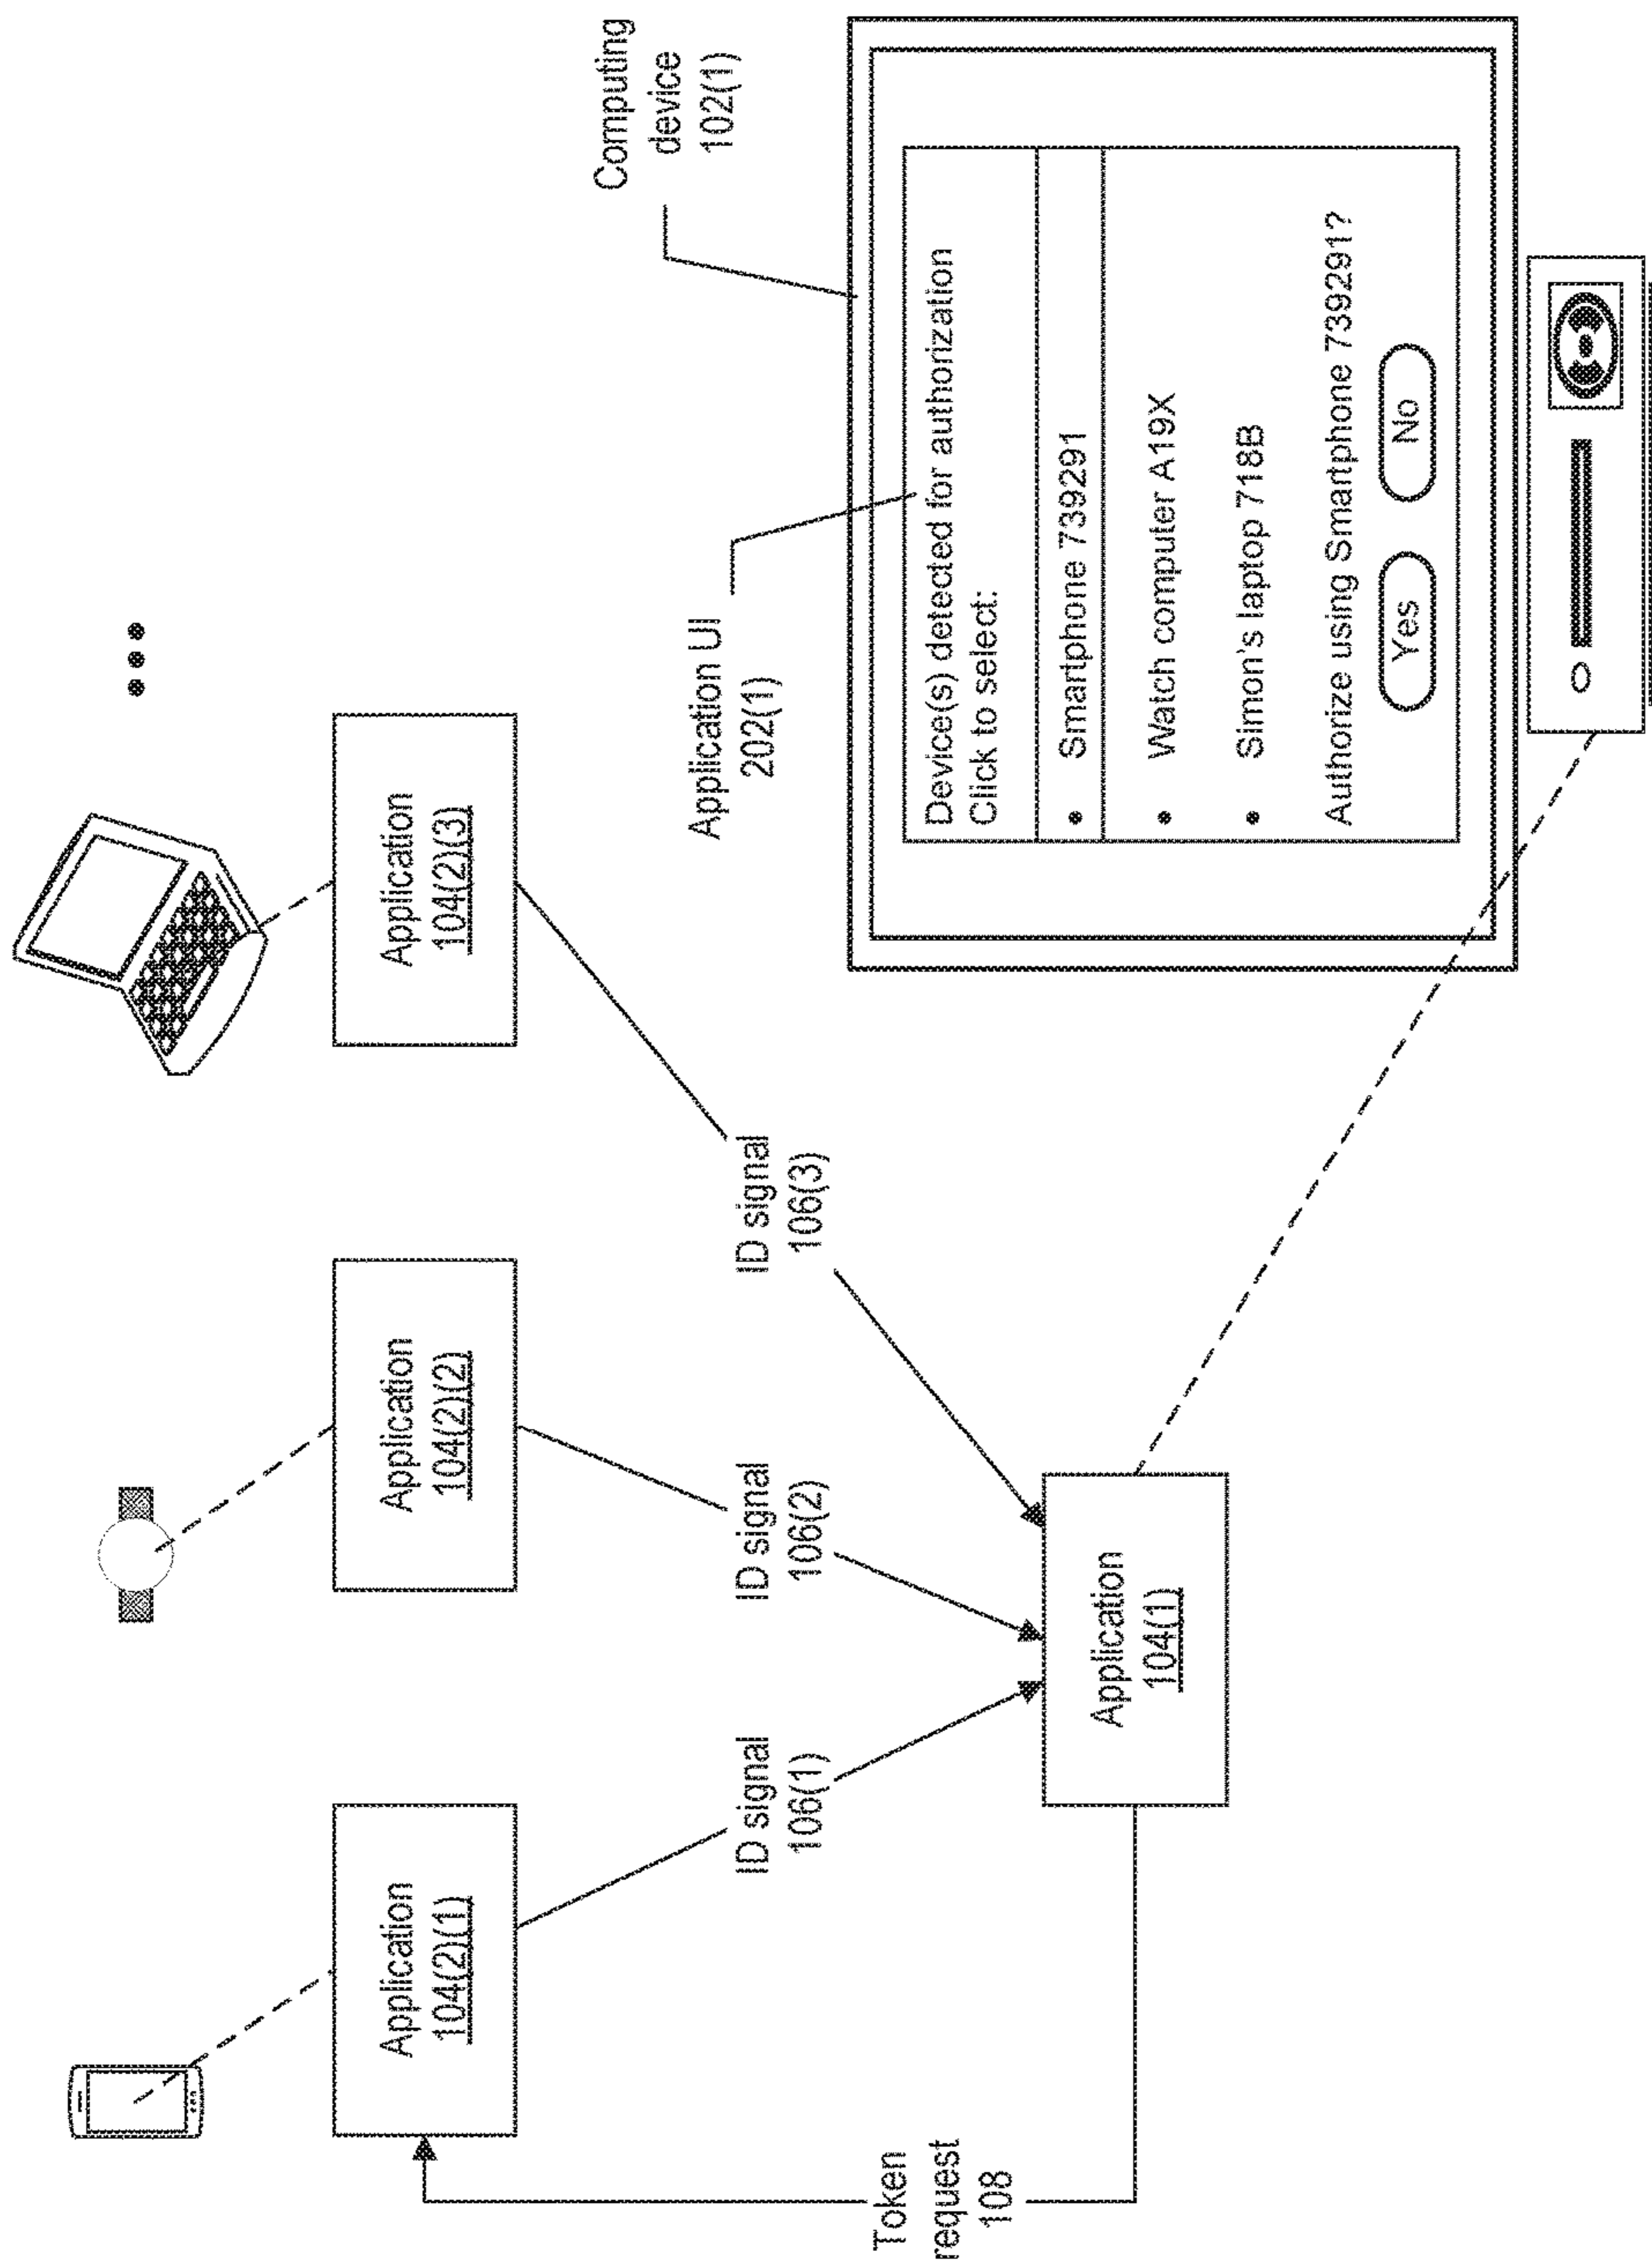 Application
104(2)(1)
Application
104(2)(2)
Application
104(2)(3)
Token
request
108
ID signal
106(1)
ID signal
106(2)
ID signal
106(3)
Application
104(1)
Application UI
202(1)
Computing
device
102(1)
Device(s) detected for authorization
Click to select:
• Smartphone 739291
• Watch computer A19X
• Simon's laptop 718B
Authorize using Smartphone 739291?
Yes
No